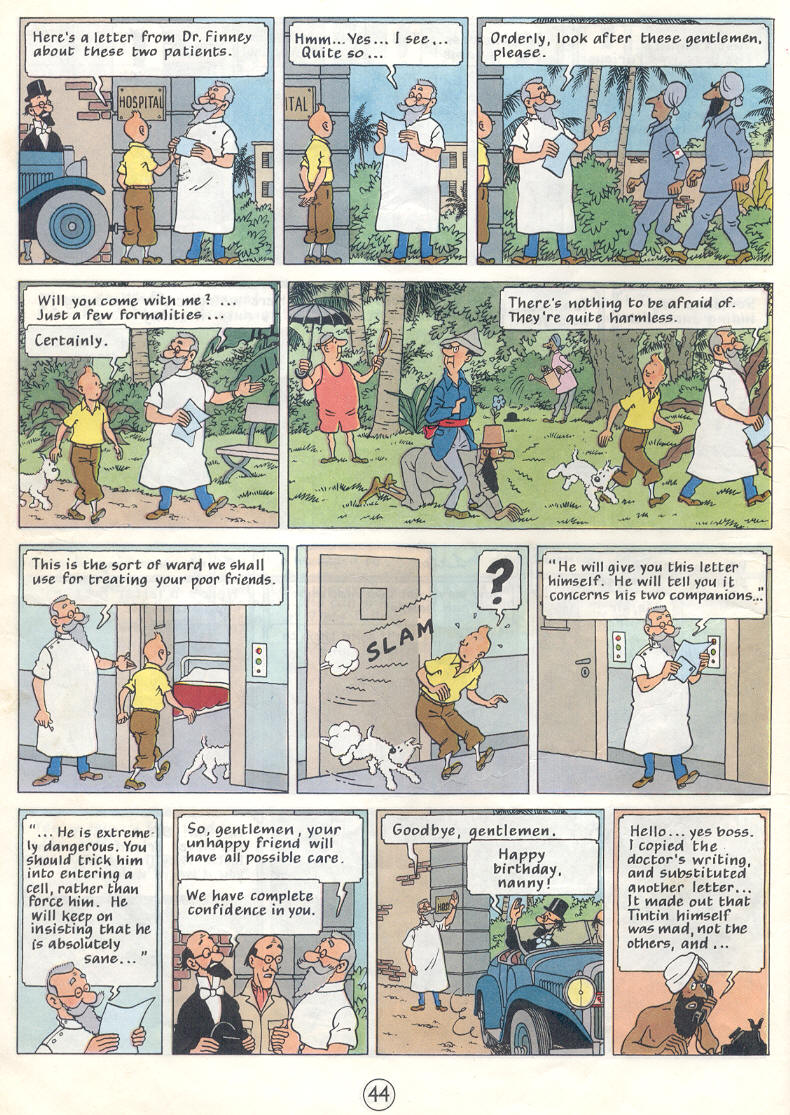 Here's a letter from Dr. Finney
about these two patients.
HOSPITAL
Hmm... Yes... I see...
Quite so ...
ITAL
Orderly, look after these gentlemen,
please.
Will you come with me? ...
Just a few formalities ...
Certainly.
There's nothing to be afraid of.
They're quite harmless.
This is the sort of ward we shall
use for treating your poor friends.
SLAM
?
"He will give you this letter
himself. He will tell you it
concerns his two companions..."
"... He is extreme-
ly dangerous. You
should trick him
into entering a
cell, rather than
force him. He
will keep on
insisting that he
is absolutely
sane..."
So, gentlemen, your
unhappy friend will
have all possible care.
We have complete
confidence in you.
Goodbye, gentlemen.
Happy
birthday,
nanny!
HOS
Hello... yes boss.
I copied the
doctor's writing,
and substituted
another letter...
It made out that
Tintin himself
was mad, not the
others, and ...
44